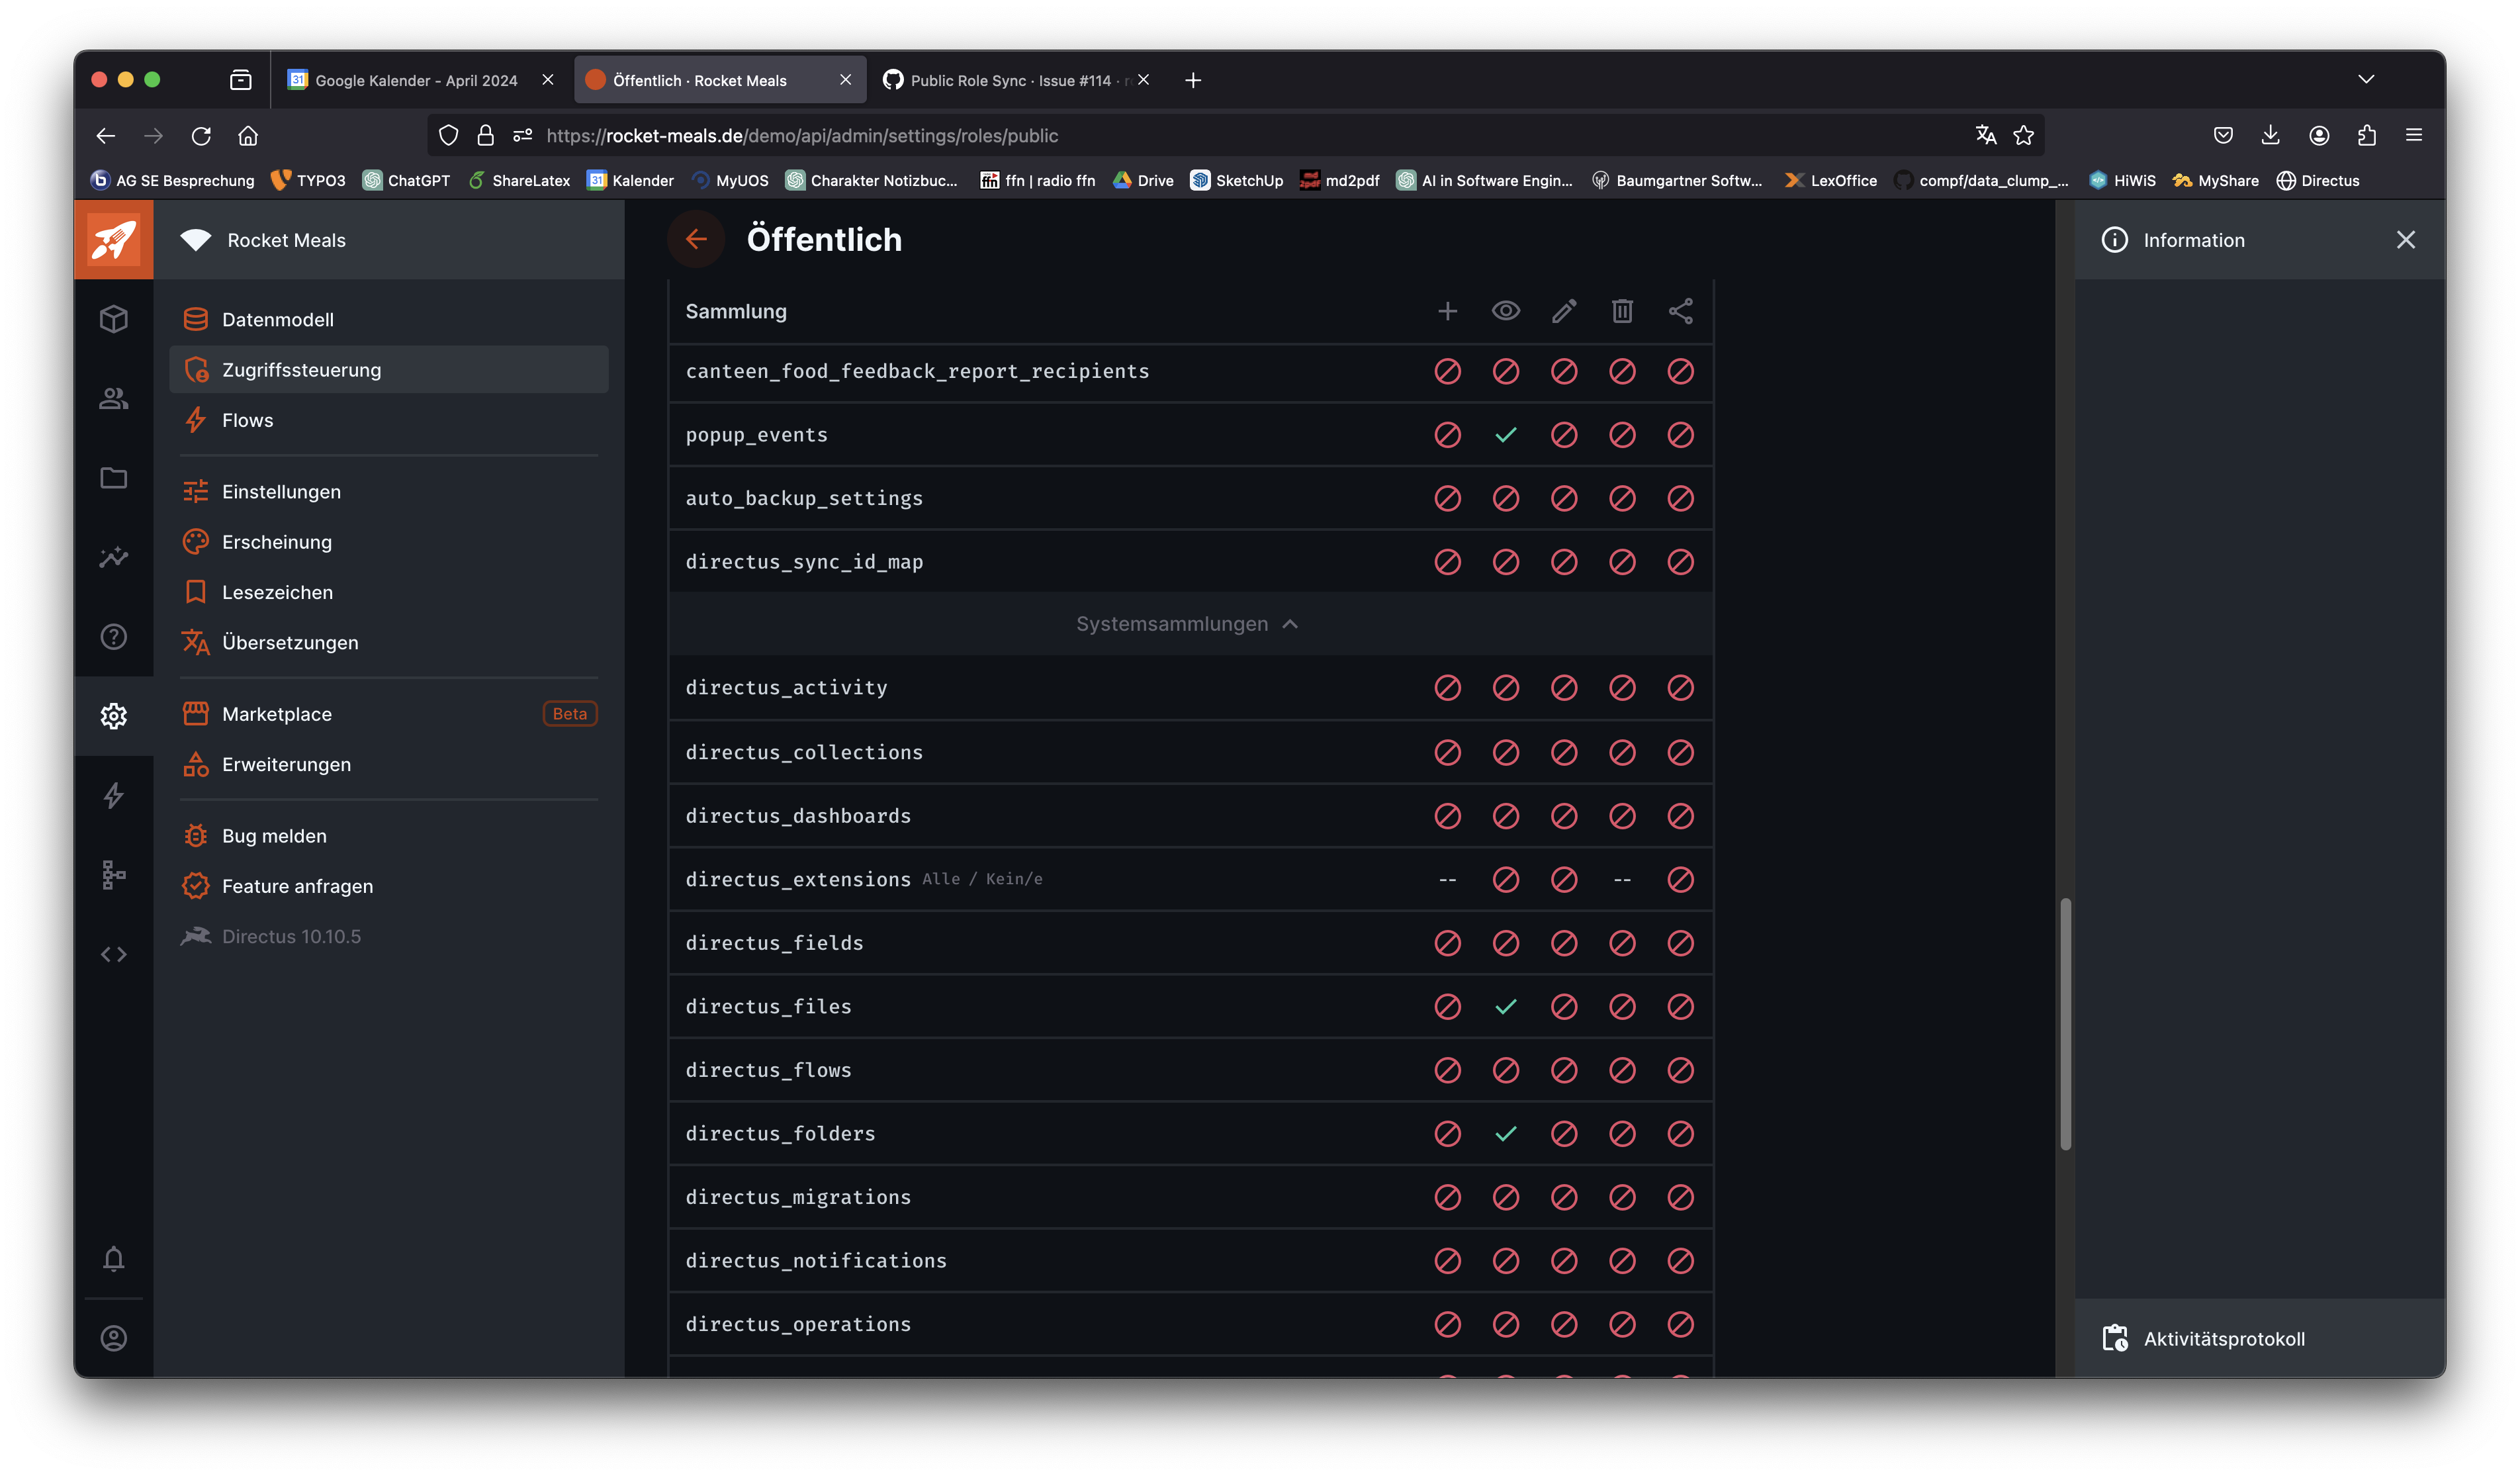 Google Kalender - April 2024
Öffentlich · Rocket Meals
Public Role Sync · Issue #114 ·
https://rocket-meals.de/demo/api/admin/settings/roles/public
AG SE Besprechung
TYPO3
ChatGPT
ShareLatex
31
Kalender
MyUOS
Charakter Notizbuc...
ffn | radio ffn
Drive
SketchUp
md2pdf
AI in Software Engin...
Baumgartner Softw...
LexOffice
compf/data_clump_...
HiWiS
MyShare
Directus
Rocket Meals
Datenmodell
Zugriffssteuerung
Flows
Einstellungen
Erscheinung
Lesezeichen
Übersetzungen
Marketplace
Beta
Erweiterungen
Bug melden
Feature anfragen
Directus 10.10.5
Öffentlich
Sammlung
canteen_food_feedback_report_recipients
popup_events
auto_backup_settings
directus_sync_id_map
Systemsammlungen
directus_activity
directus_collections
directus_dashboards
directus_extensions Alle / Kein/e -- --
directus_fields
directus_files
directus_flows
directus_folders
directus_migrations
directus_notifications
directus_operations
Information
Aktivitätsprotokoll